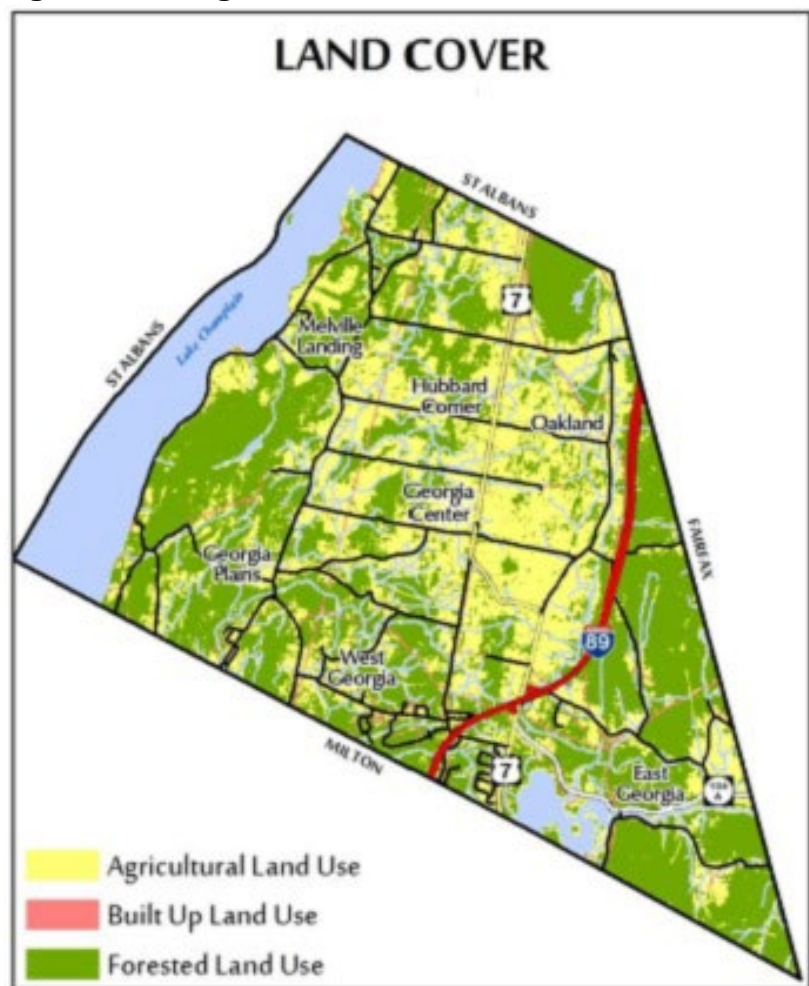 LAND COVER
ST ALBANS
7
ST ALBANS
Lake Champlain
Melville
Landing
Hubbard
Corner
Oakland
Georgia
Center
FAIRFAX
Georgia
Plains
89
West
Georgia
MILTON
7
East
Georgia
104
A
Agricultural Land Use
Built Up Land Use
Forested Land Use